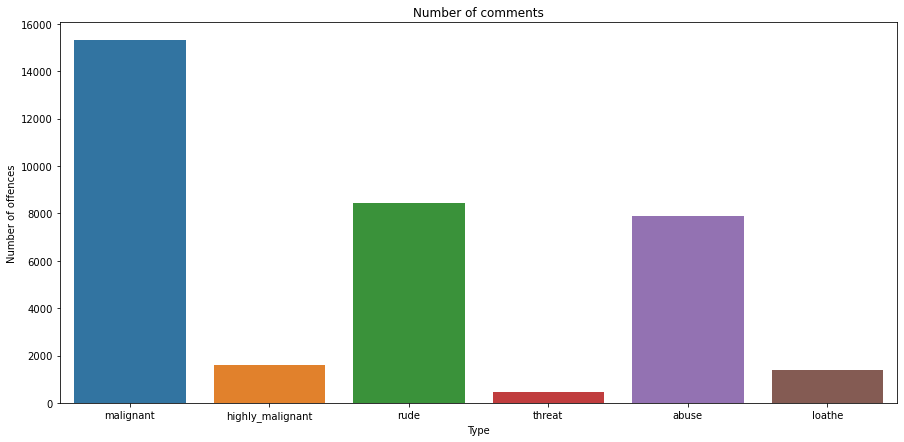 Number of comments
Number of offences
16000
14000
12000
10000
8000
6000
4000
2000
0
malignant highly_malignant rude threat abuse loathe
Type